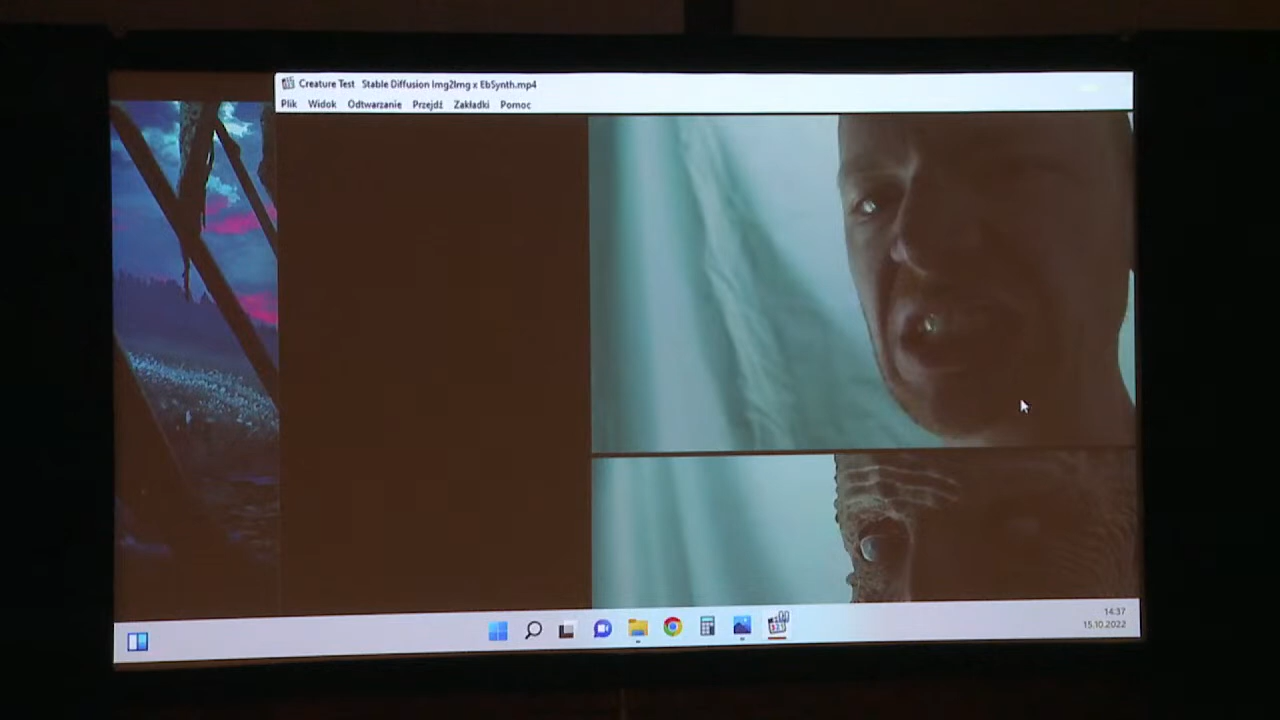 Creature Test Stable Diffusion Img2Img x EbSynth.mp4
Plik Widok Odtwarzanie Przejdź Zakładki Pomoc
14:37
15.10.2022